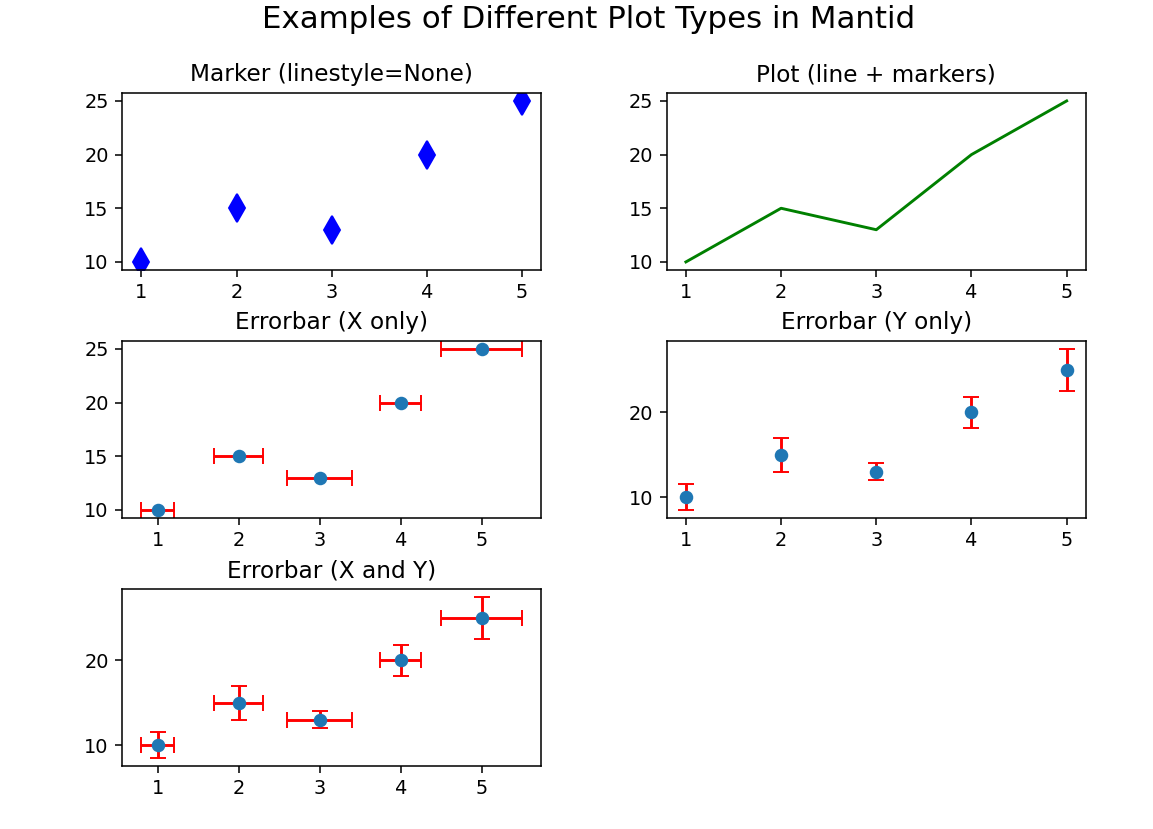 Examples of Different Plot Types in Mantid
Marker (linestyle=None)
25
20
15
10
1 2 3 4 5
Plot (line + markers)
25
20
15
10
1 2 3 4 5
Errorbar (X only)
25
20
15
10
1 2 3 4 5
Errorbar (Y only)
20
10
1 2 3 4 5
Errorbar (X and Y)
20
10
1 2 3 4 5